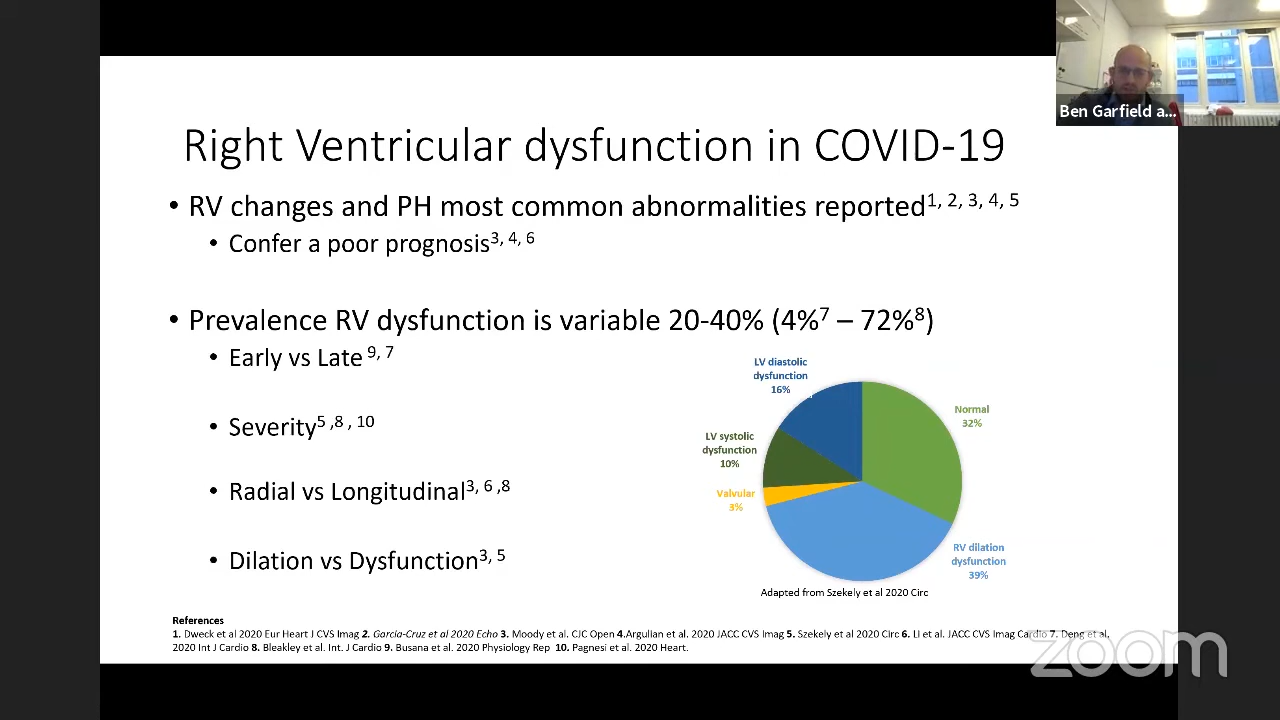 Ben Garfield a...
Right Ventricular dysfunction in COVID-19
• RV changes and PH most common abnormalities reported1, 2, 3, 4, 5
• Confer a poor prognosis3, 4, 6
• Prevalence RV dysfunction is variable 20-40% (4%7 – 72%8)
• Early vs Late 9, 7
• Severity5 ,8 , 10
• Radial vs Longitudinal3, 6 ,8
• Dilation vs Dysfunction3, 5
LV diastolic
dysfunction
16%
Normal
32%
LV systolic
dysfunction
10%
Valvular
3%
RV dilation
dysfunction
39%
Adapted from Szekely et al 2020 Circ
References
1. Dweck et al 2020 Eur Heart J CVS Imag 2. Garcia-Cruz et al 2020 Echo 3. Moody et al. CJC Open 4.Argulian et al. 2020 JACC CVS Imag 5. Szekely et al 2020 Circ 6. LI et al. JACC CVS Imag Cardio 7. Deng et al.
2020 Int J Cardio 8. Bleakley et al. Int. J Cardio 9. Busana et al. 2020 Physiology Rep 10. Pagnesi et al. 2020 Heart.
zoom